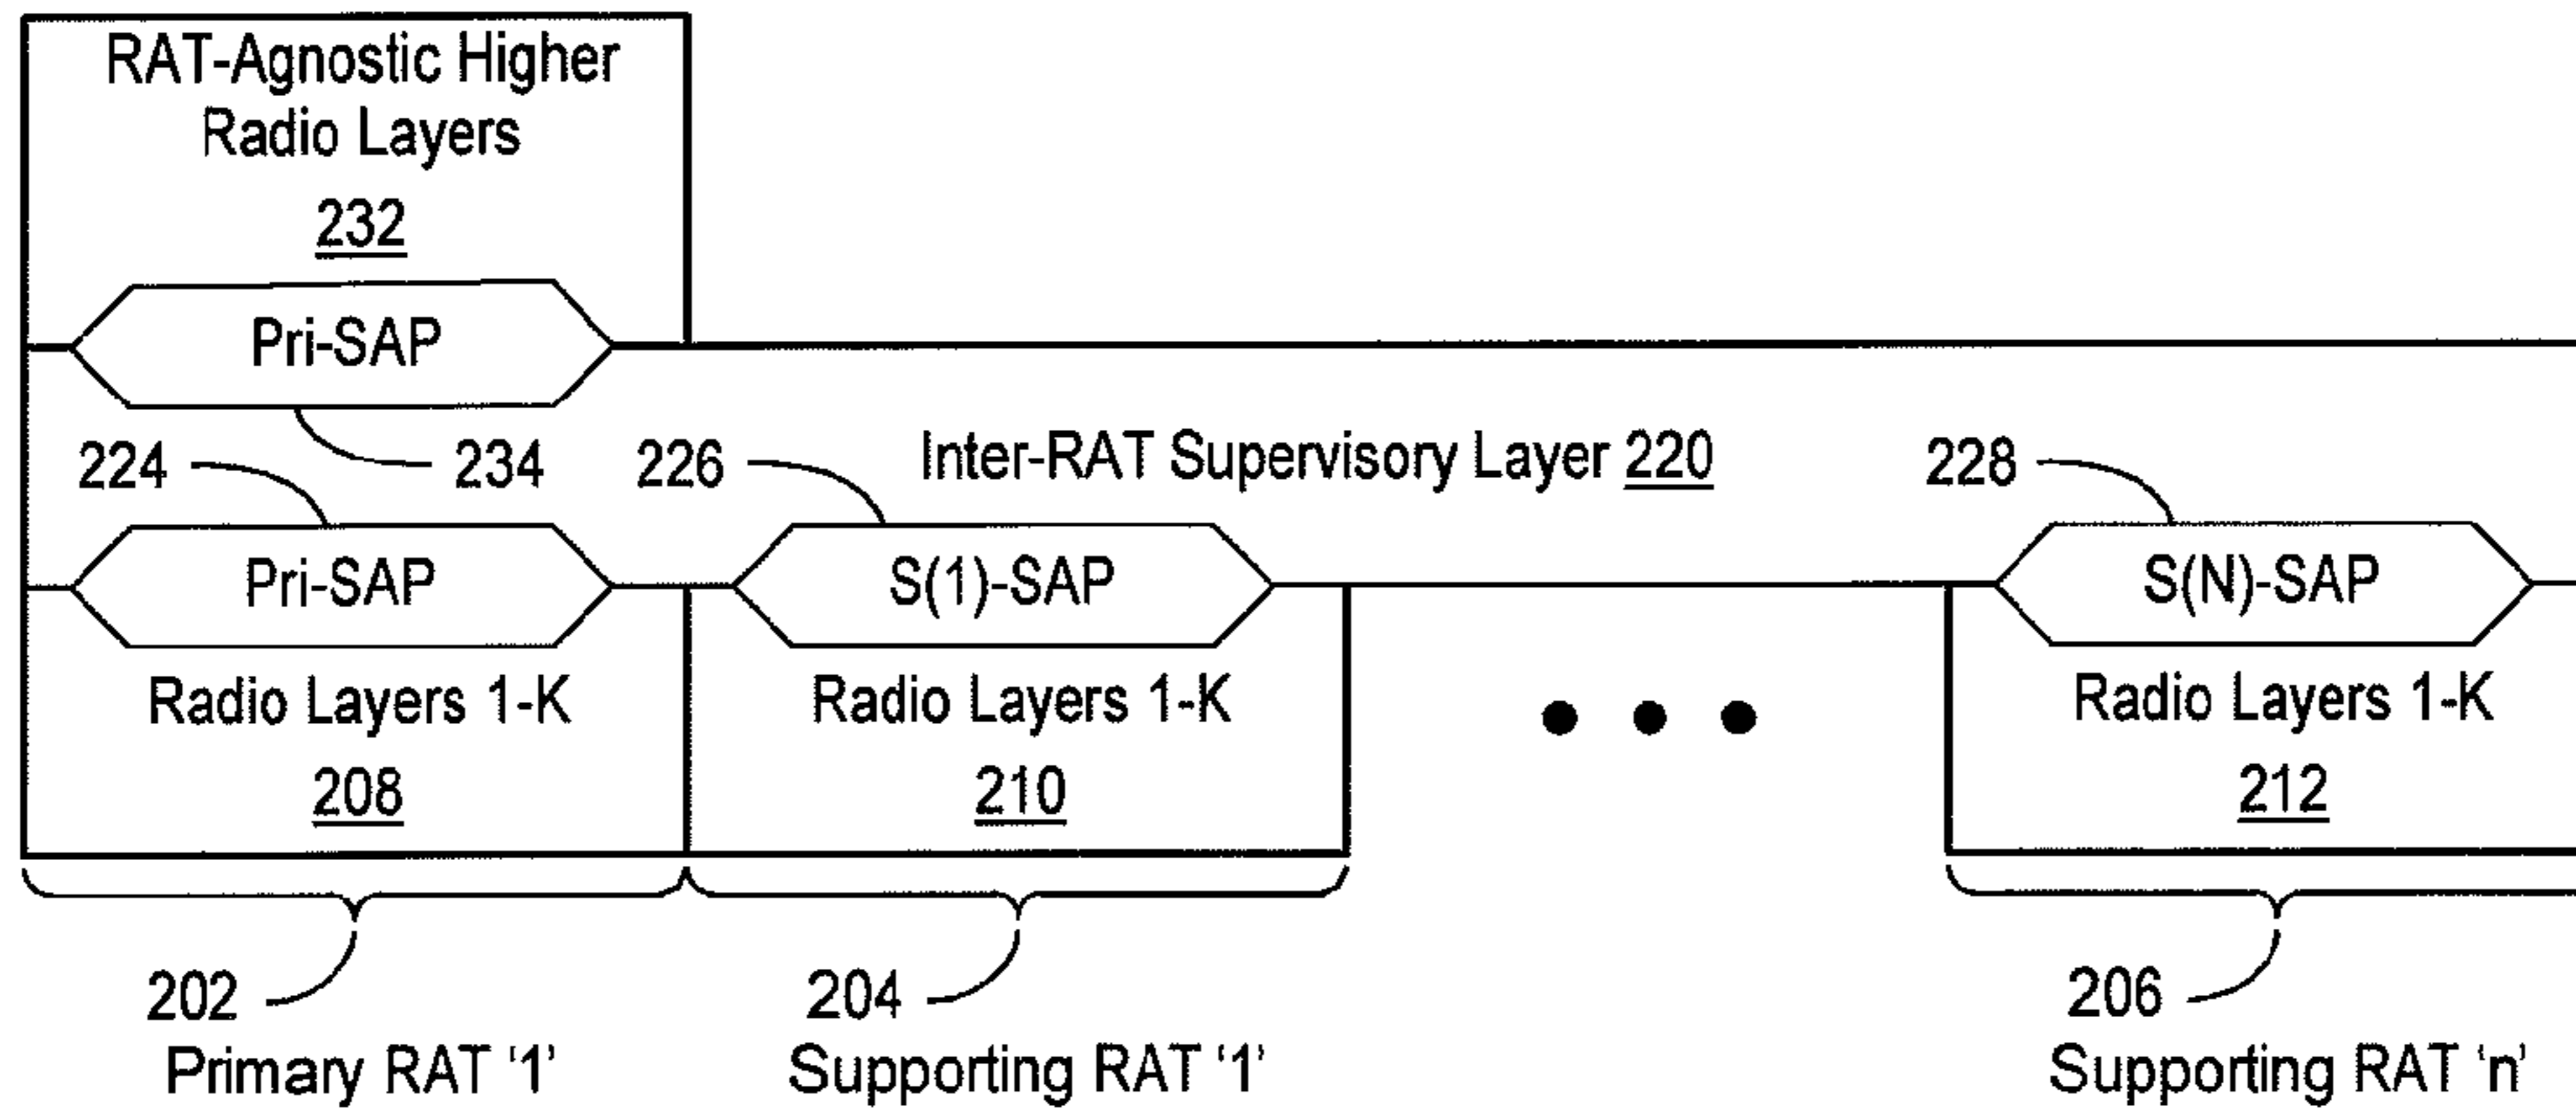 RAT-Agnostic Higher
Radio Layers
232
Pri-SAP
224
234
226
Inter-RAT Supervisory Layer 220
228
Pri-SAP
S(1)-SAP
S(N)-SAP
Radio Layers 1-K
Radio Layers 1-K
Radio Layers 1-K
208
210
212
202
204
206
Primary RAT ‘1’
Supporting RAT ‘1’
Supporting RAT ‘n’